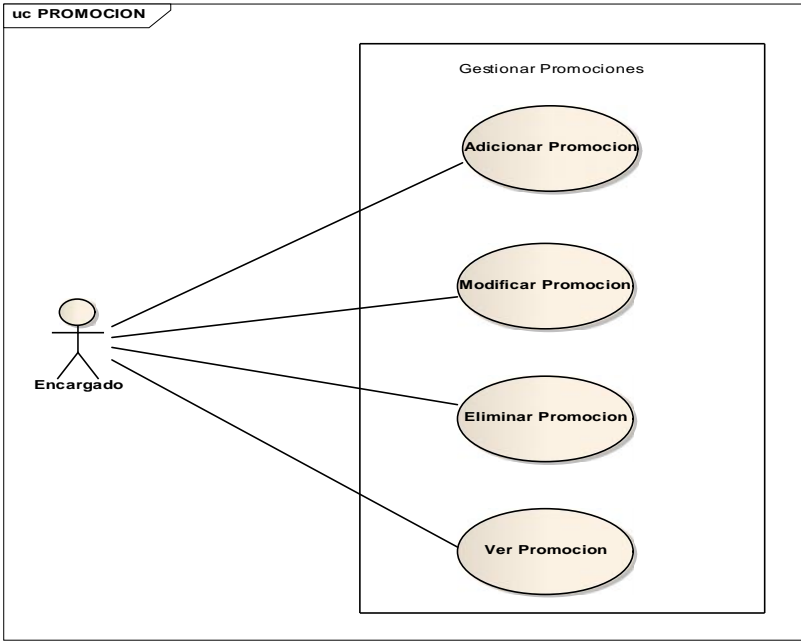 uc PROMOCION
Gestionar Promociones
Adicionar Promocion
Modificar Promocion
Encargado
Eliminar Promocion
Ver Promocion